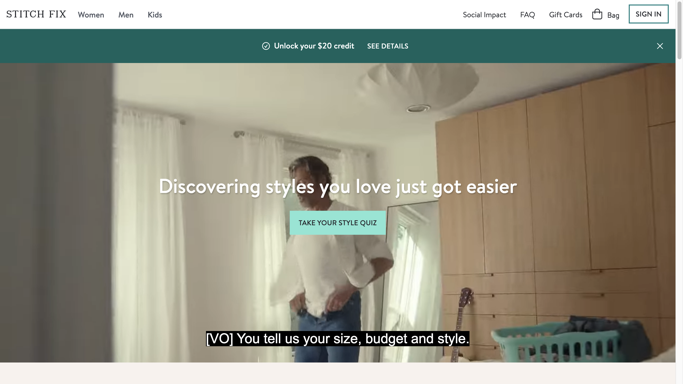 STITCH FIX Women Men Kids Social Impact FAQ Gift Cards Bag SIGN IN
Unlock your $20 credit SEE DETAILS
Discovering styles you love just got easier
TAKE YOUR STYLE QUIZ
[VO] You tell us your size, budget and style.